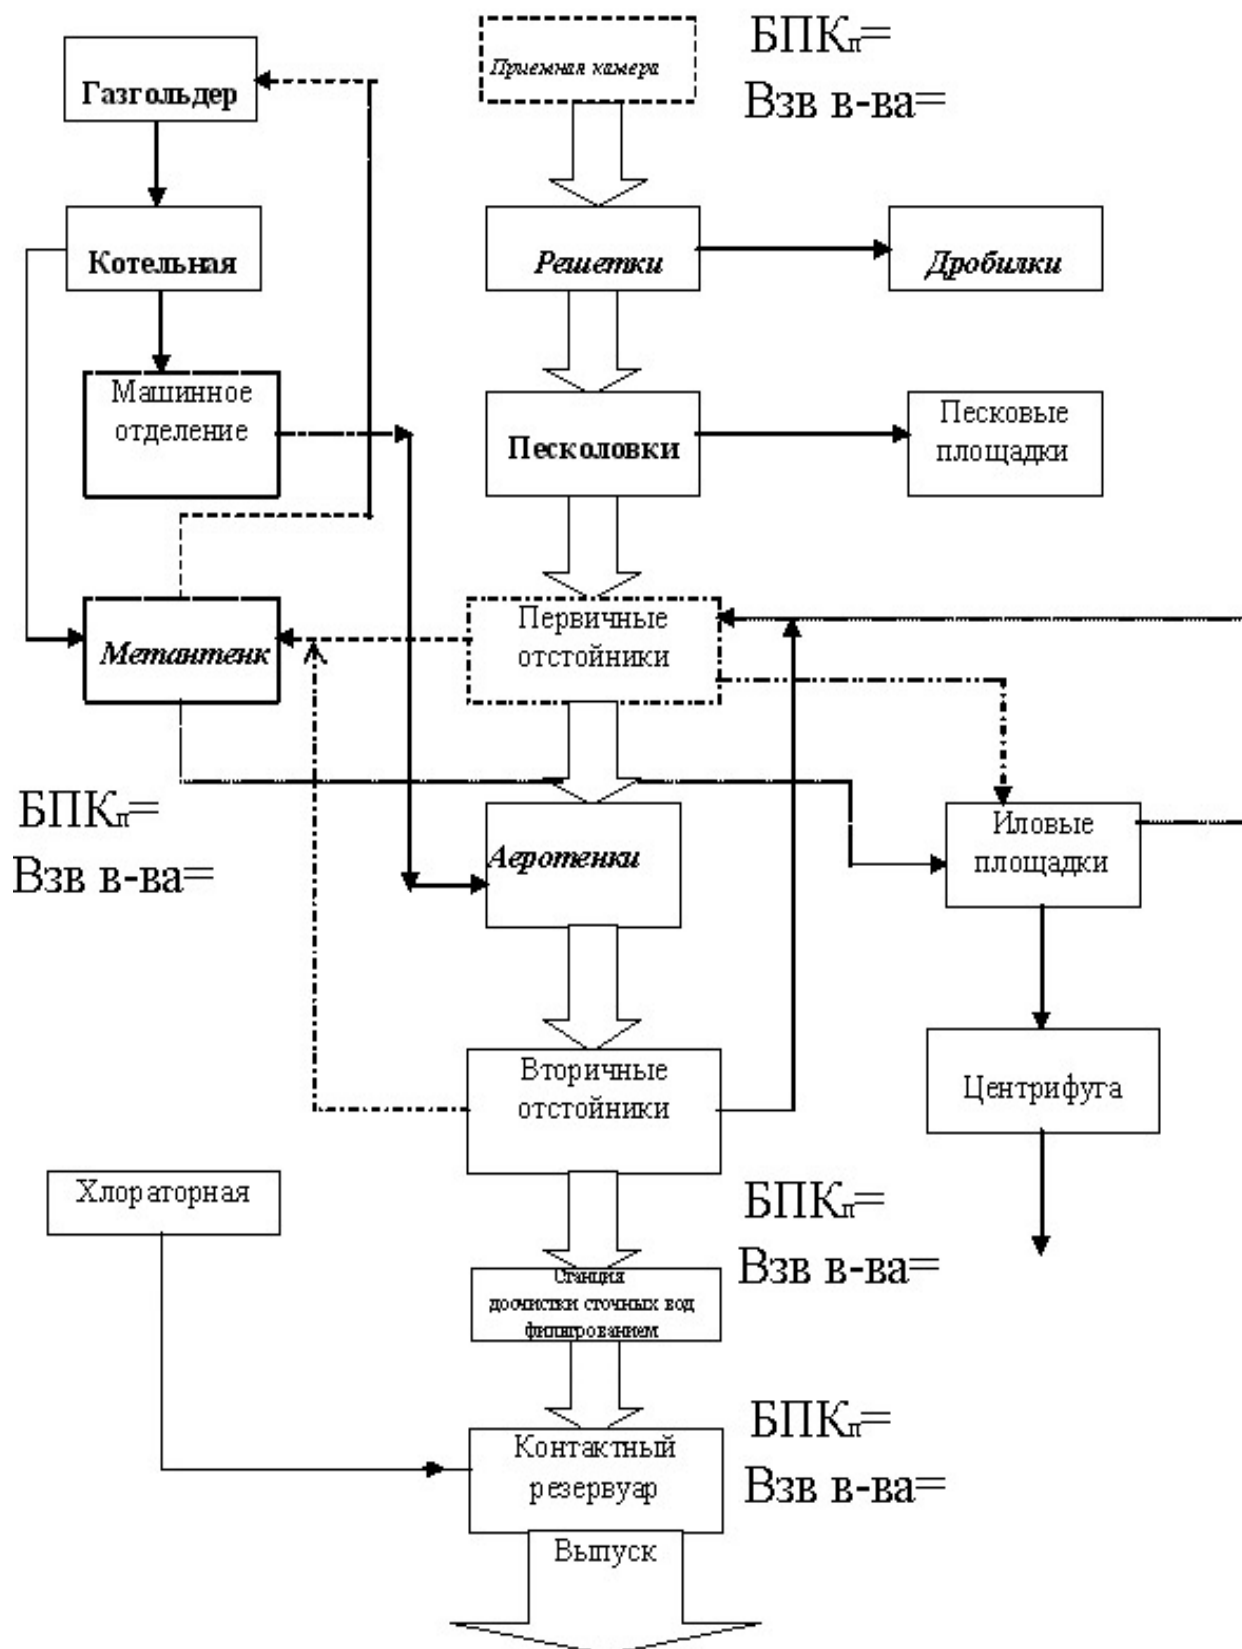 БПКп=
Приемная камера
Взв в-ва=
Газгольдер
Котельная
Решетки
Дробилки
Машинное
отделение
Песколовки
Песковые
площадки
Метантенк
Первичные
отстойники
БПКп=
Взв в-ва=
Аеротенки
Иловые
площадки
Вторичные
отстойники
Центрифуга
Хлораторная
БПКп=
Взв в-ва=
Станция
доочистки сточных вод
филигрованием
БПКп=
Взв в-ва=
Контактный
резервуар
Выпуск